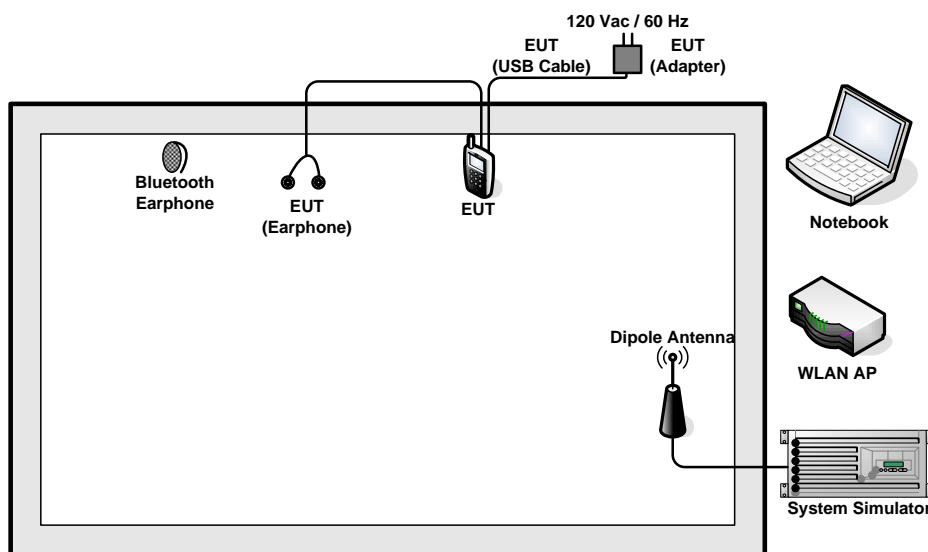 120 Vac / 60 Hz
EUT
(USB Cable)
EUT
(Adapter)
Bluetooth
Earphone
EUT
(Earphone)
EUT
Notebook
Dipole Antenna
WLAN AP
System Simulator